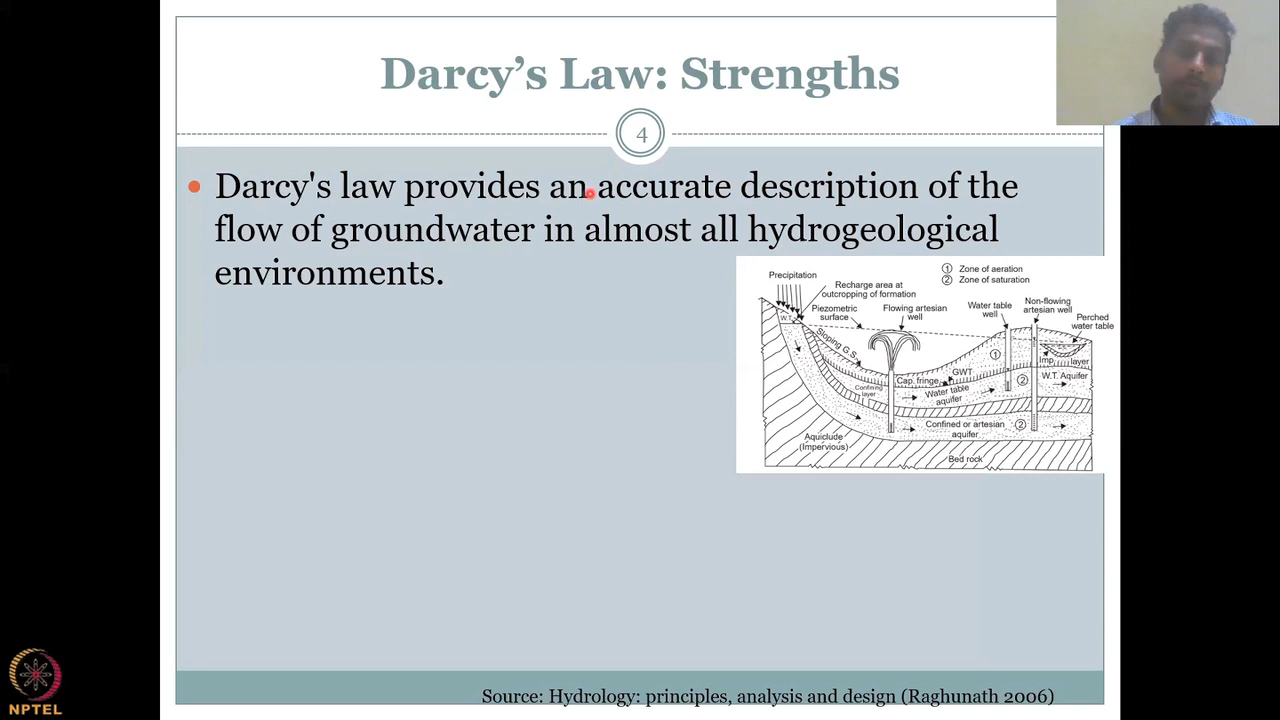 Darcy's Law: Strengths
4
• Darcy's law provides an accurate description of the
flow of groundwater in almost all hydrogeological
environments.
① Zone of aeration
② Zone of saturation
Precipitation
Recharge area at
outcropping of formation
Piezometric
surface
Flowing artesian
well
Water table
well
Non-flowing
artesian well
Perched
water table
W.T.
Sloping G.S.
①
Imp. layer
GWT
Cap. fringe
Confining
layer
Water table
aquifer
②
W.T. Aquifer
Confined or artesian
aquifer
②
Aquiclude
(Impervious)
Bed rock
Source: Hydrology: principles, analysis and design (Raghunath 2006)
NPTEL